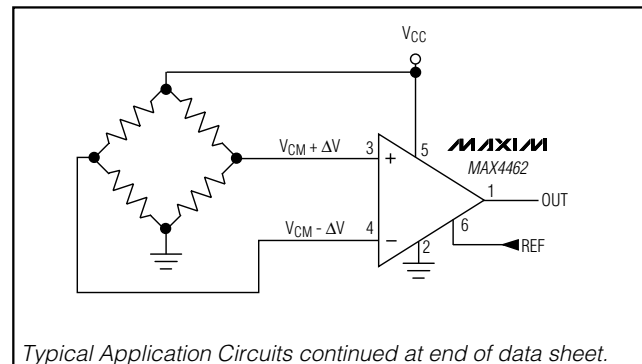 VCC
VCM + ΔV
3
+
5
MAXIM
MAX4462
1
OUT
VCM - ΔV
4
−
2
6
REF
Typical Application Circuits continued at end of data sheet.